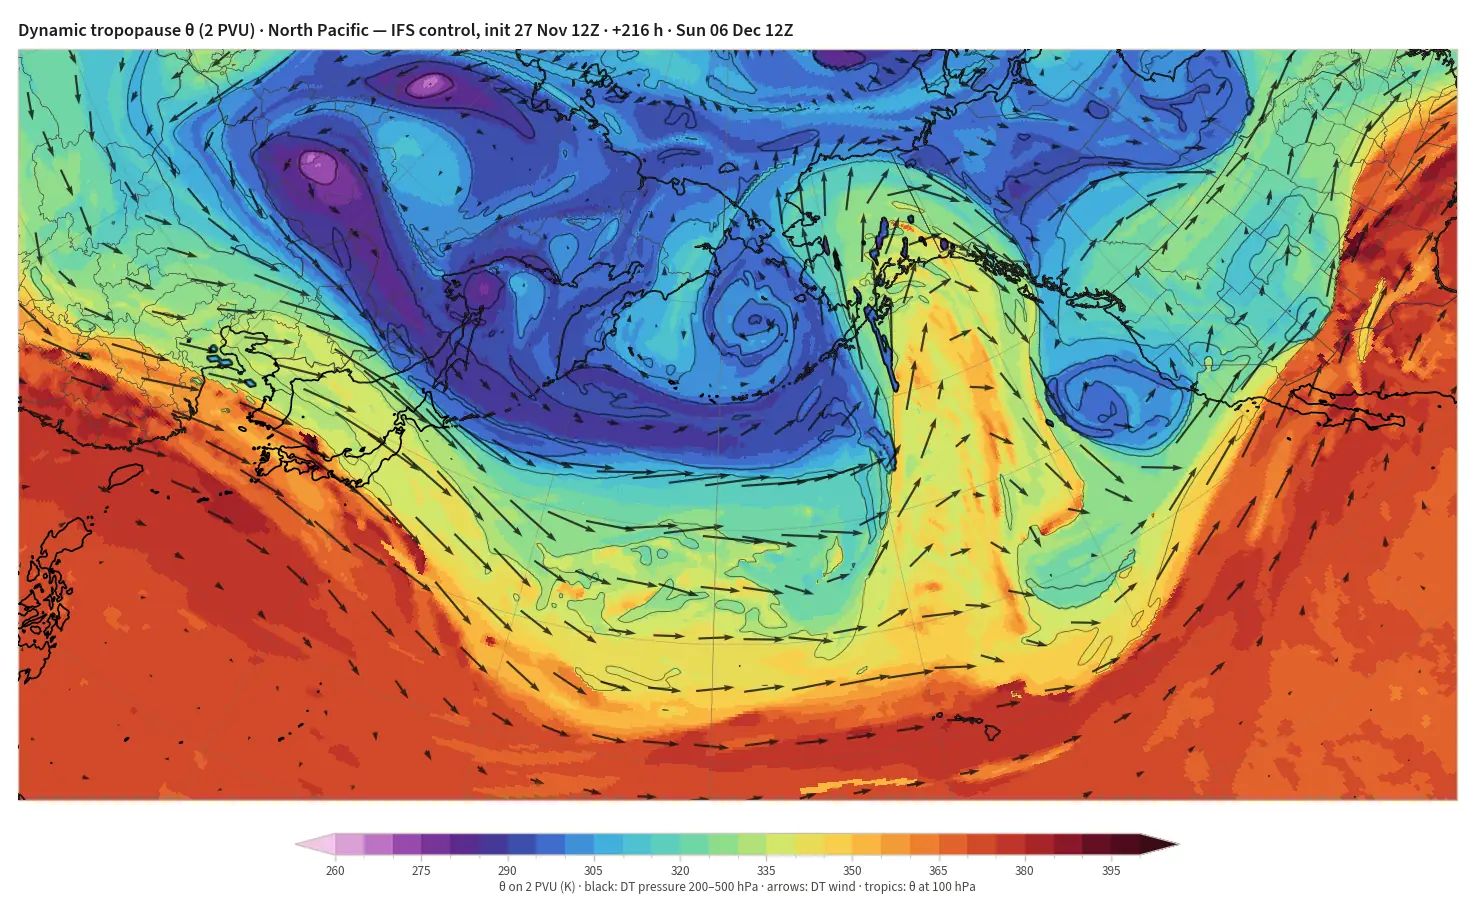 Dynamic tropopause θ (2 PVU) · North Pacific — IFS control, init 27 Nov 12Z · +216 h · Sun 06 Dec 12Z
260 275 290 305 320 335 350 365 380 395
θ on 2 PVU (K) · black: DT pressure 200–500 hPa · arrows: DT wind · tropics: θ at 100 hPa